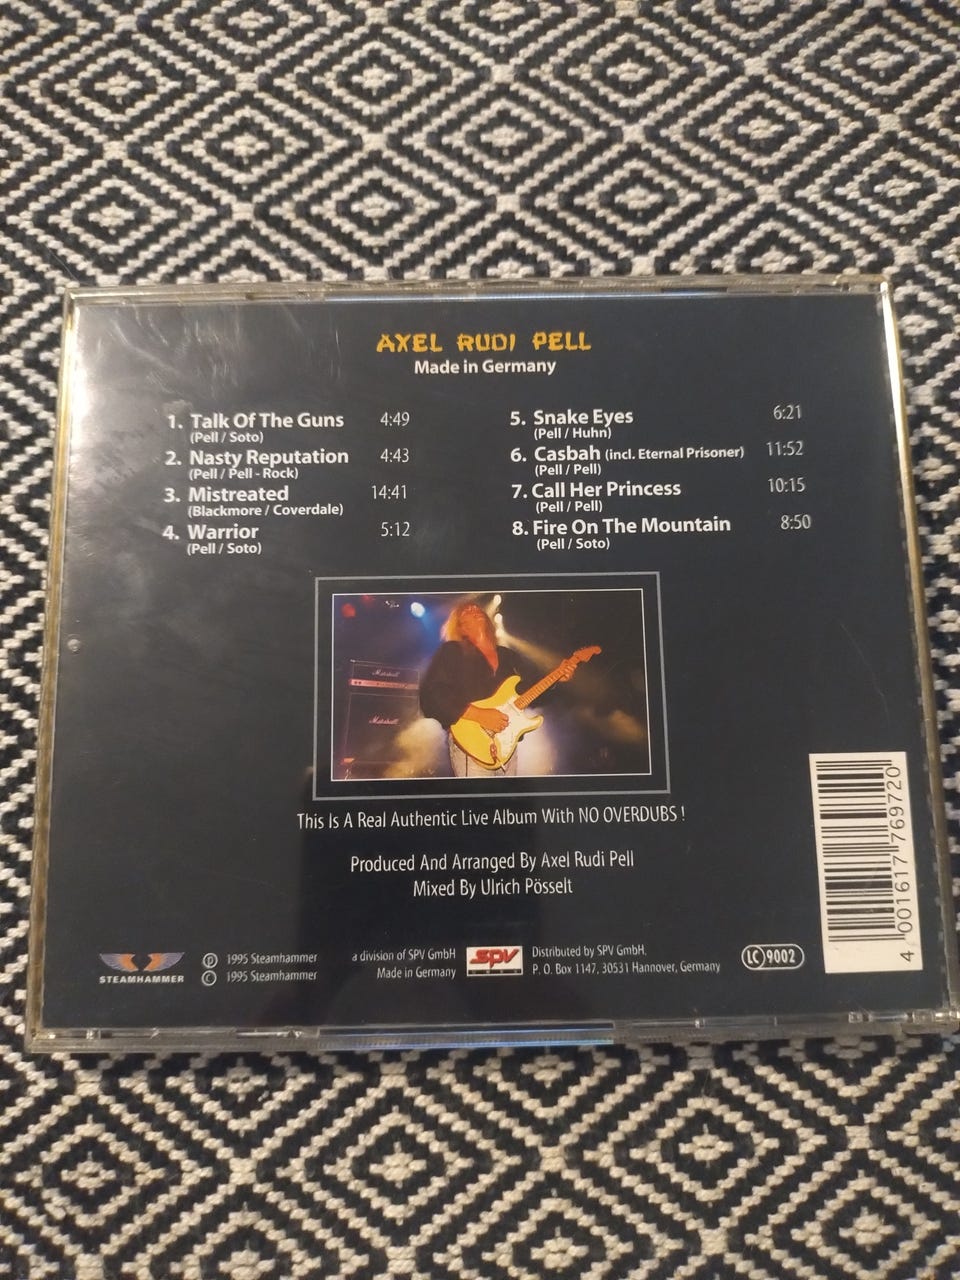 AXEL RUDI PELL
Made in Germany
1. Talk Of The Guns 4:49
(Pell / Soto)
2. Nasty Reputation 4:43
(Pell / Pell - Rock)
3. Mistreated 14:41
(Blackmore / Coverdale)
4. Warrior 5:12
(Pell / Soto)
5. Snake Eyes 6:21
(Pell / Huhn)
6. Casbah (incl. Eternal Prisoner) 11:52
(Pell / Pell)
7. Call Her Princess 10:15
(Pell / Pell)
8. Fire On The Mountain 8:50
(Pell / Soto)
Marshall
Marshall
This Is A Real Authentic Live Album With NO OVERDUBS !
Produced And Arranged By Axel Rudi Pell
Mixed By Ulrich Pösselt
STEAMHAMMER
℗ 1995 Steamhammer
© 1995 Steamhammer
a division of SPV GmbH
Made in Germany
SPV
Distributed by SPV GmbH.
P. O. Box 1147, 30531 Hannover, Germany
LC 9002
4 001617 769720